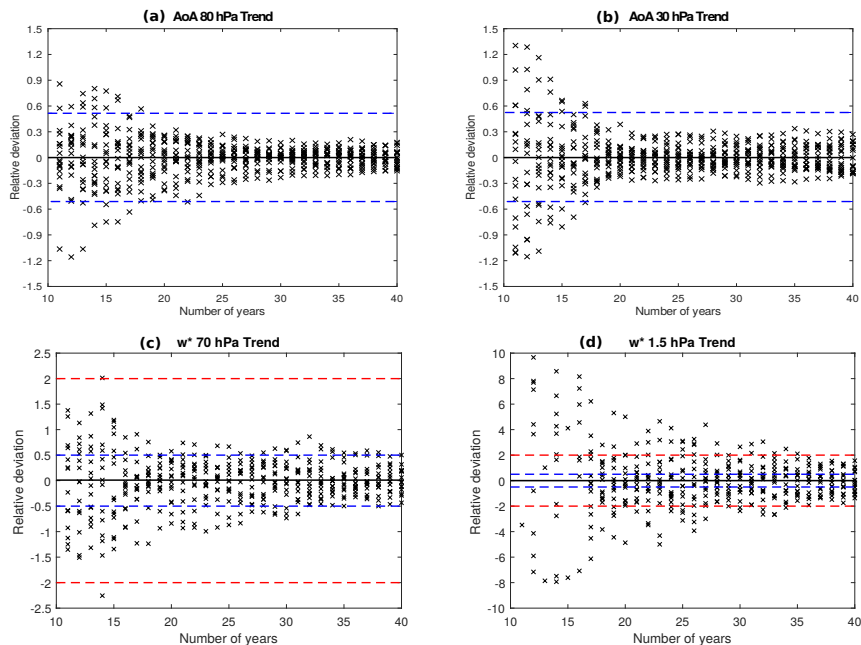 (a) AoA 80 hPa Trend
1.5
1.2
0.9
0.6
0.3
0
-0.3
-0.6
-0.9
-1.2
-1.5
Relative deviation
10 15 20 25 30 35 40
Number of years
(b) AoA 30 hPa Trend
1.5
1.2
0.9
0.6
0.3
0
-0.3
-0.6
-0.9
-1.2
-1.5
Relative deviation
10 15 20 25 30 35 40
Number of years
(c) w* 70 hPa Trend
2.5
2
1.5
1
0.5
0
-0.5
-1
-1.5
-2
-2.5
Relative deviation
10 15 20 25 30 35 40
Number of years
(d) w* 1.5 hPa Trend
10
8
6
4
2
0
-2
-4
-6
-8
-10
Relative deviation
10 15 20 25 30 35 40
Number of years